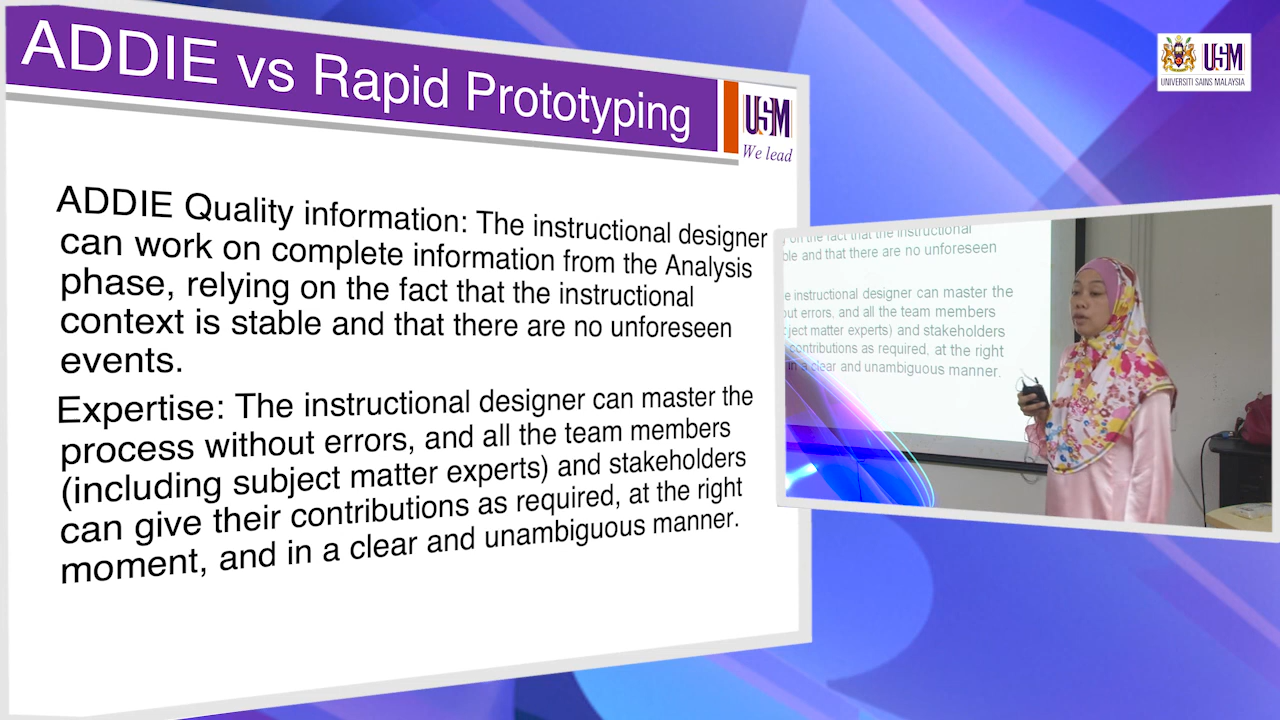 ADDIE vs Rapid Prototyping
USM
We lead
ADDIE Quality information: The instructional designer
can work on complete information from the Analysis
phase, relying on the fact that the instructional
context is stable and that there are no unforeseen
events.
Expertise: The instructional designer can master the
process without errors, and all the team members
(including subject matter experts) and stakeholders
can give their contributions as required, at the right
moment, and in a clear and unambiguous manner.
USM
UNIVERSITI SAINS MALAYSIA
on the fact that the instructional
ble and that there are no unforeseen
e instructional designer can master the
out errors, and all the team members
ject matter experts) and stakeholders
contributions as required, at the right
in a clear and unambiguous manner.